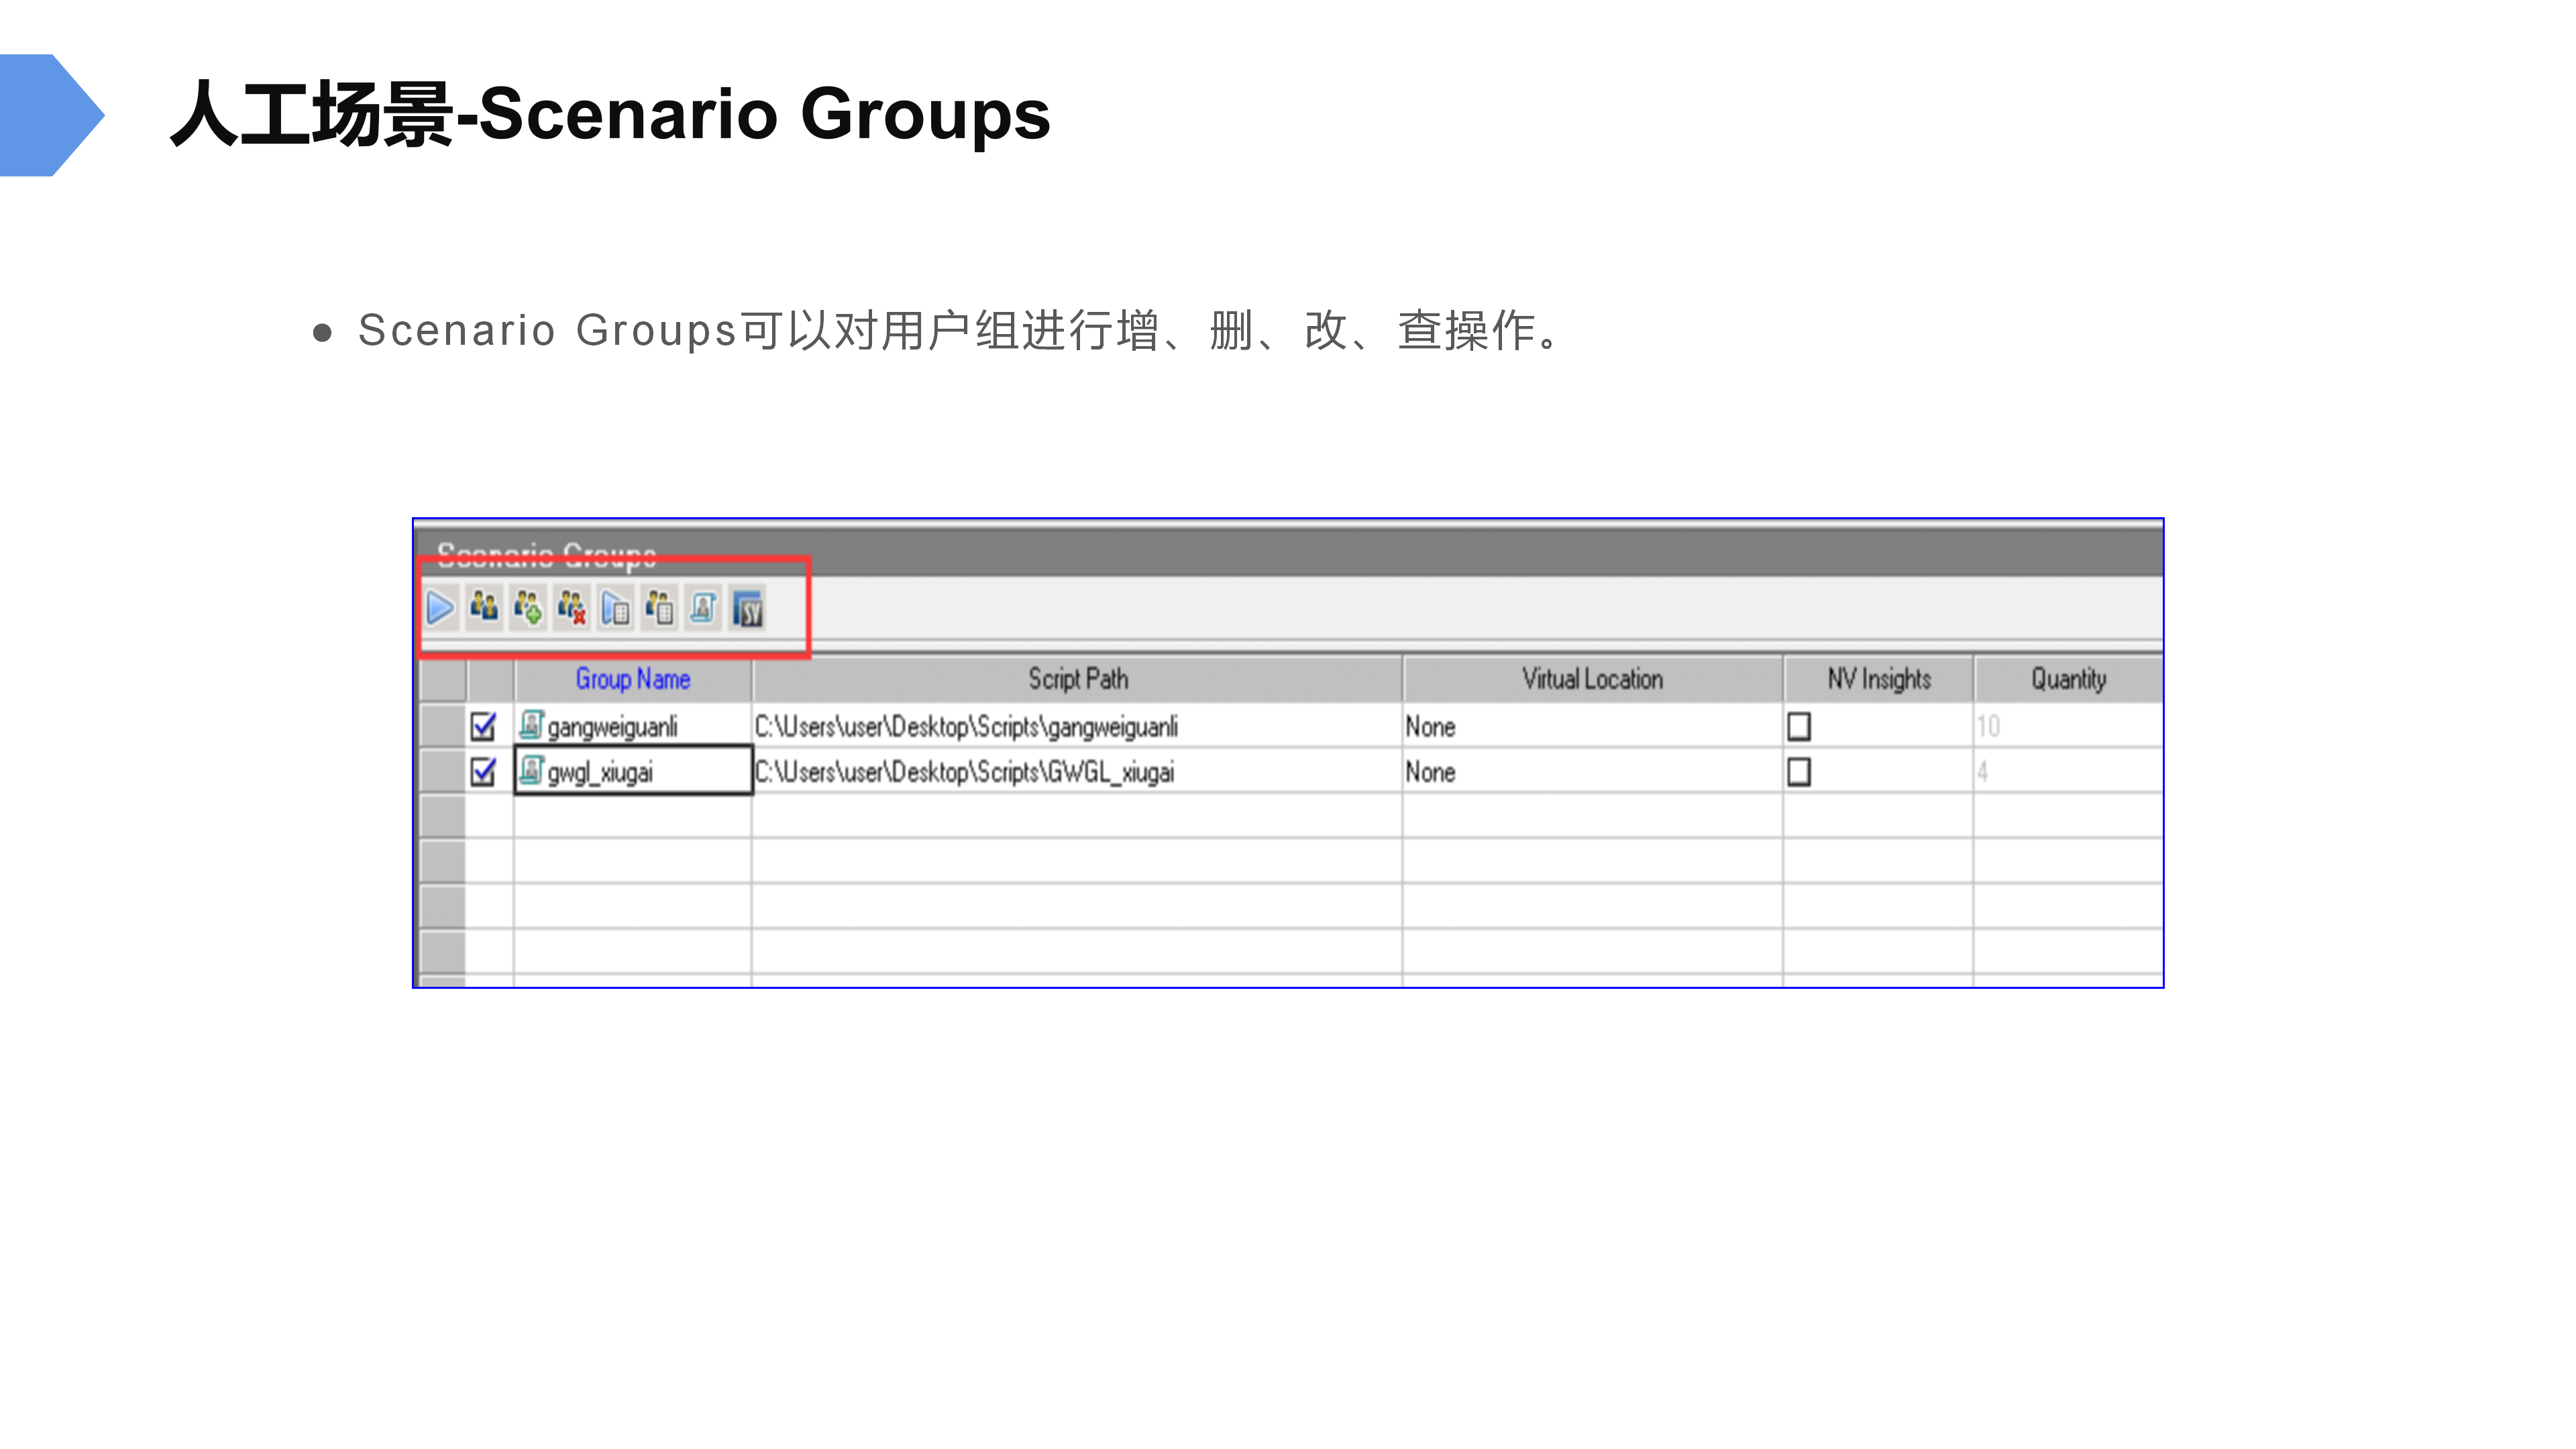 人工场景-Scenario Groups
● Scenario Groups可以对用户组进行增、删、改、查操作。
Scenario Groups
SV
Group Name Script Path Virtual Location NV Insights Quantity
gangweiguanli C:\Users\user\Desktop\Scripts\gangweiguanli None 10
gwgl_xiugai C:\Users\user\Desktop\Scripts\GWGL_xiugai None 4